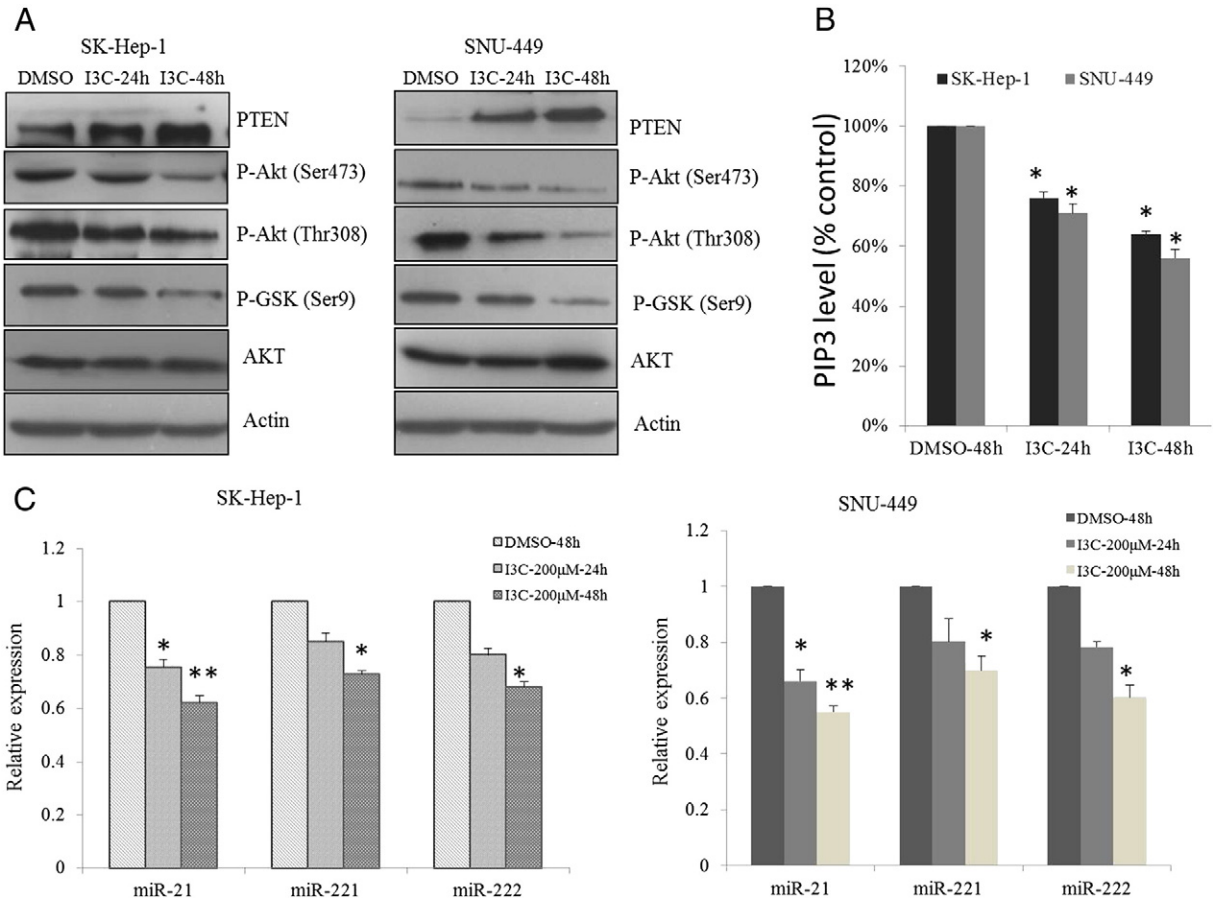 A
SK-Hep-1
DMSO I3C-24h I3C-48h
PTEN
P-Akt (Ser473)
P-Akt (Thr308)
P-GSK (Ser9)
AKT
Actin
SNU-449
DMSO I3C-24h I3C-48h
PTEN
P-Akt (Ser473)
P-Akt (Thr308)
P-GSK (Ser9)
AKT
Actin
B
SK-Hep-1 SNU-449
PIP3 level (% control)
120%
100%
80%
60%
40%
20%
0%
* *
* *
DMSO-48h I3C-24h I3C-48h
C
SK-Hep-1
DMSO-48h
I3C-200μM-24h
I3C-200μM-48h
Relative expression
1.2
1
0.8
0.6
0.4
0.2
0
* ** * *
miR-21 miR-221 miR-222
SNU-449
DMSO-48h
I3C-200μM-24h
I3C-200μM-48h
Relative expression
1.2
1
0.8
0.6
0.4
0.2
0
* ** * *
miR-21 miR-221 miR-222